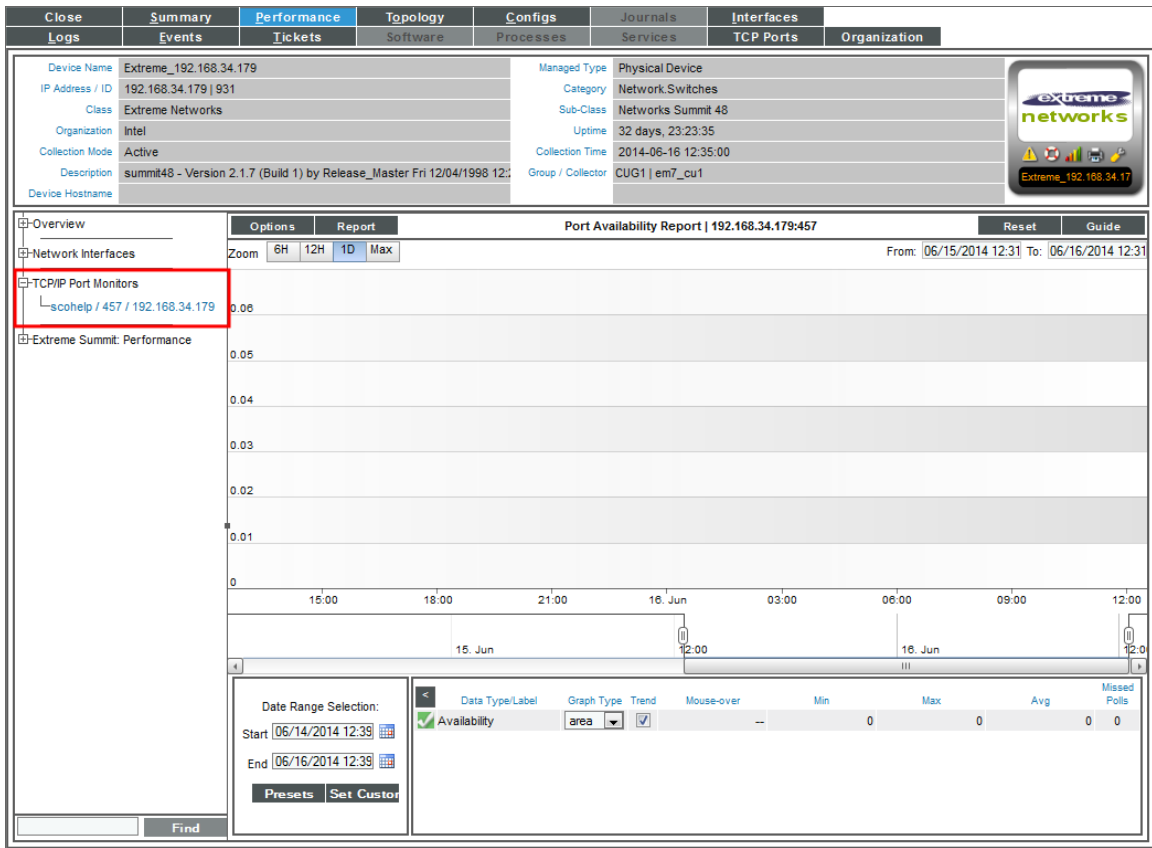 Close Summary Performance Topology Configs Journals Interfaces
Logs Events Tickets Software Processes Services TCP Ports Organization
Device Name Extreme_192.168.34.179 Managed Type Physical Device
IP Address / ID 192.168.34.179 | 931 Category Network.Switches
Class Extreme Networks Sub-Class Networks Summit 48
Organization Intel Uptime 32 days, 23:23:35
Collection Mode Active Collection Time 2014-06-16 12:35:00
Description summit48 - Version 2.1.7 (Build 1) by Release_Master Fri 12/04/1998 12:2 Group / Collector CUG1 | em7_cu1
Device Hostname
extreme
networks
Extreme_192.168.34.17
Overview
Network Interfaces
TCP/IP Port Monitors
scohelp / 457 / 192.168.34.179
Extreme Summit: Performance
Find
Options Report Port Availability Report | 192.168.34.179:457 Reset Guide
Zoom 6H 12H 1D Max From: 06/15/2014 12:31 To: 06/16/2014 12:31
0.06
0.05
0.04
0.03
0.02
0.01
0
15:00 18:00 21:00 16. Jun 03:00 06:00 09:00 12:00
15. Jun 12:00 16. Jun 12:0
Date Range Selection:
Start 06/14/2014 12:39
End 06/16/2014 12:39
Presets Set Custor
< Data Type/Label Graph Type Trend Mouse-over Min Max Avg Missed Polls
Availability area -- 0 0 0 0